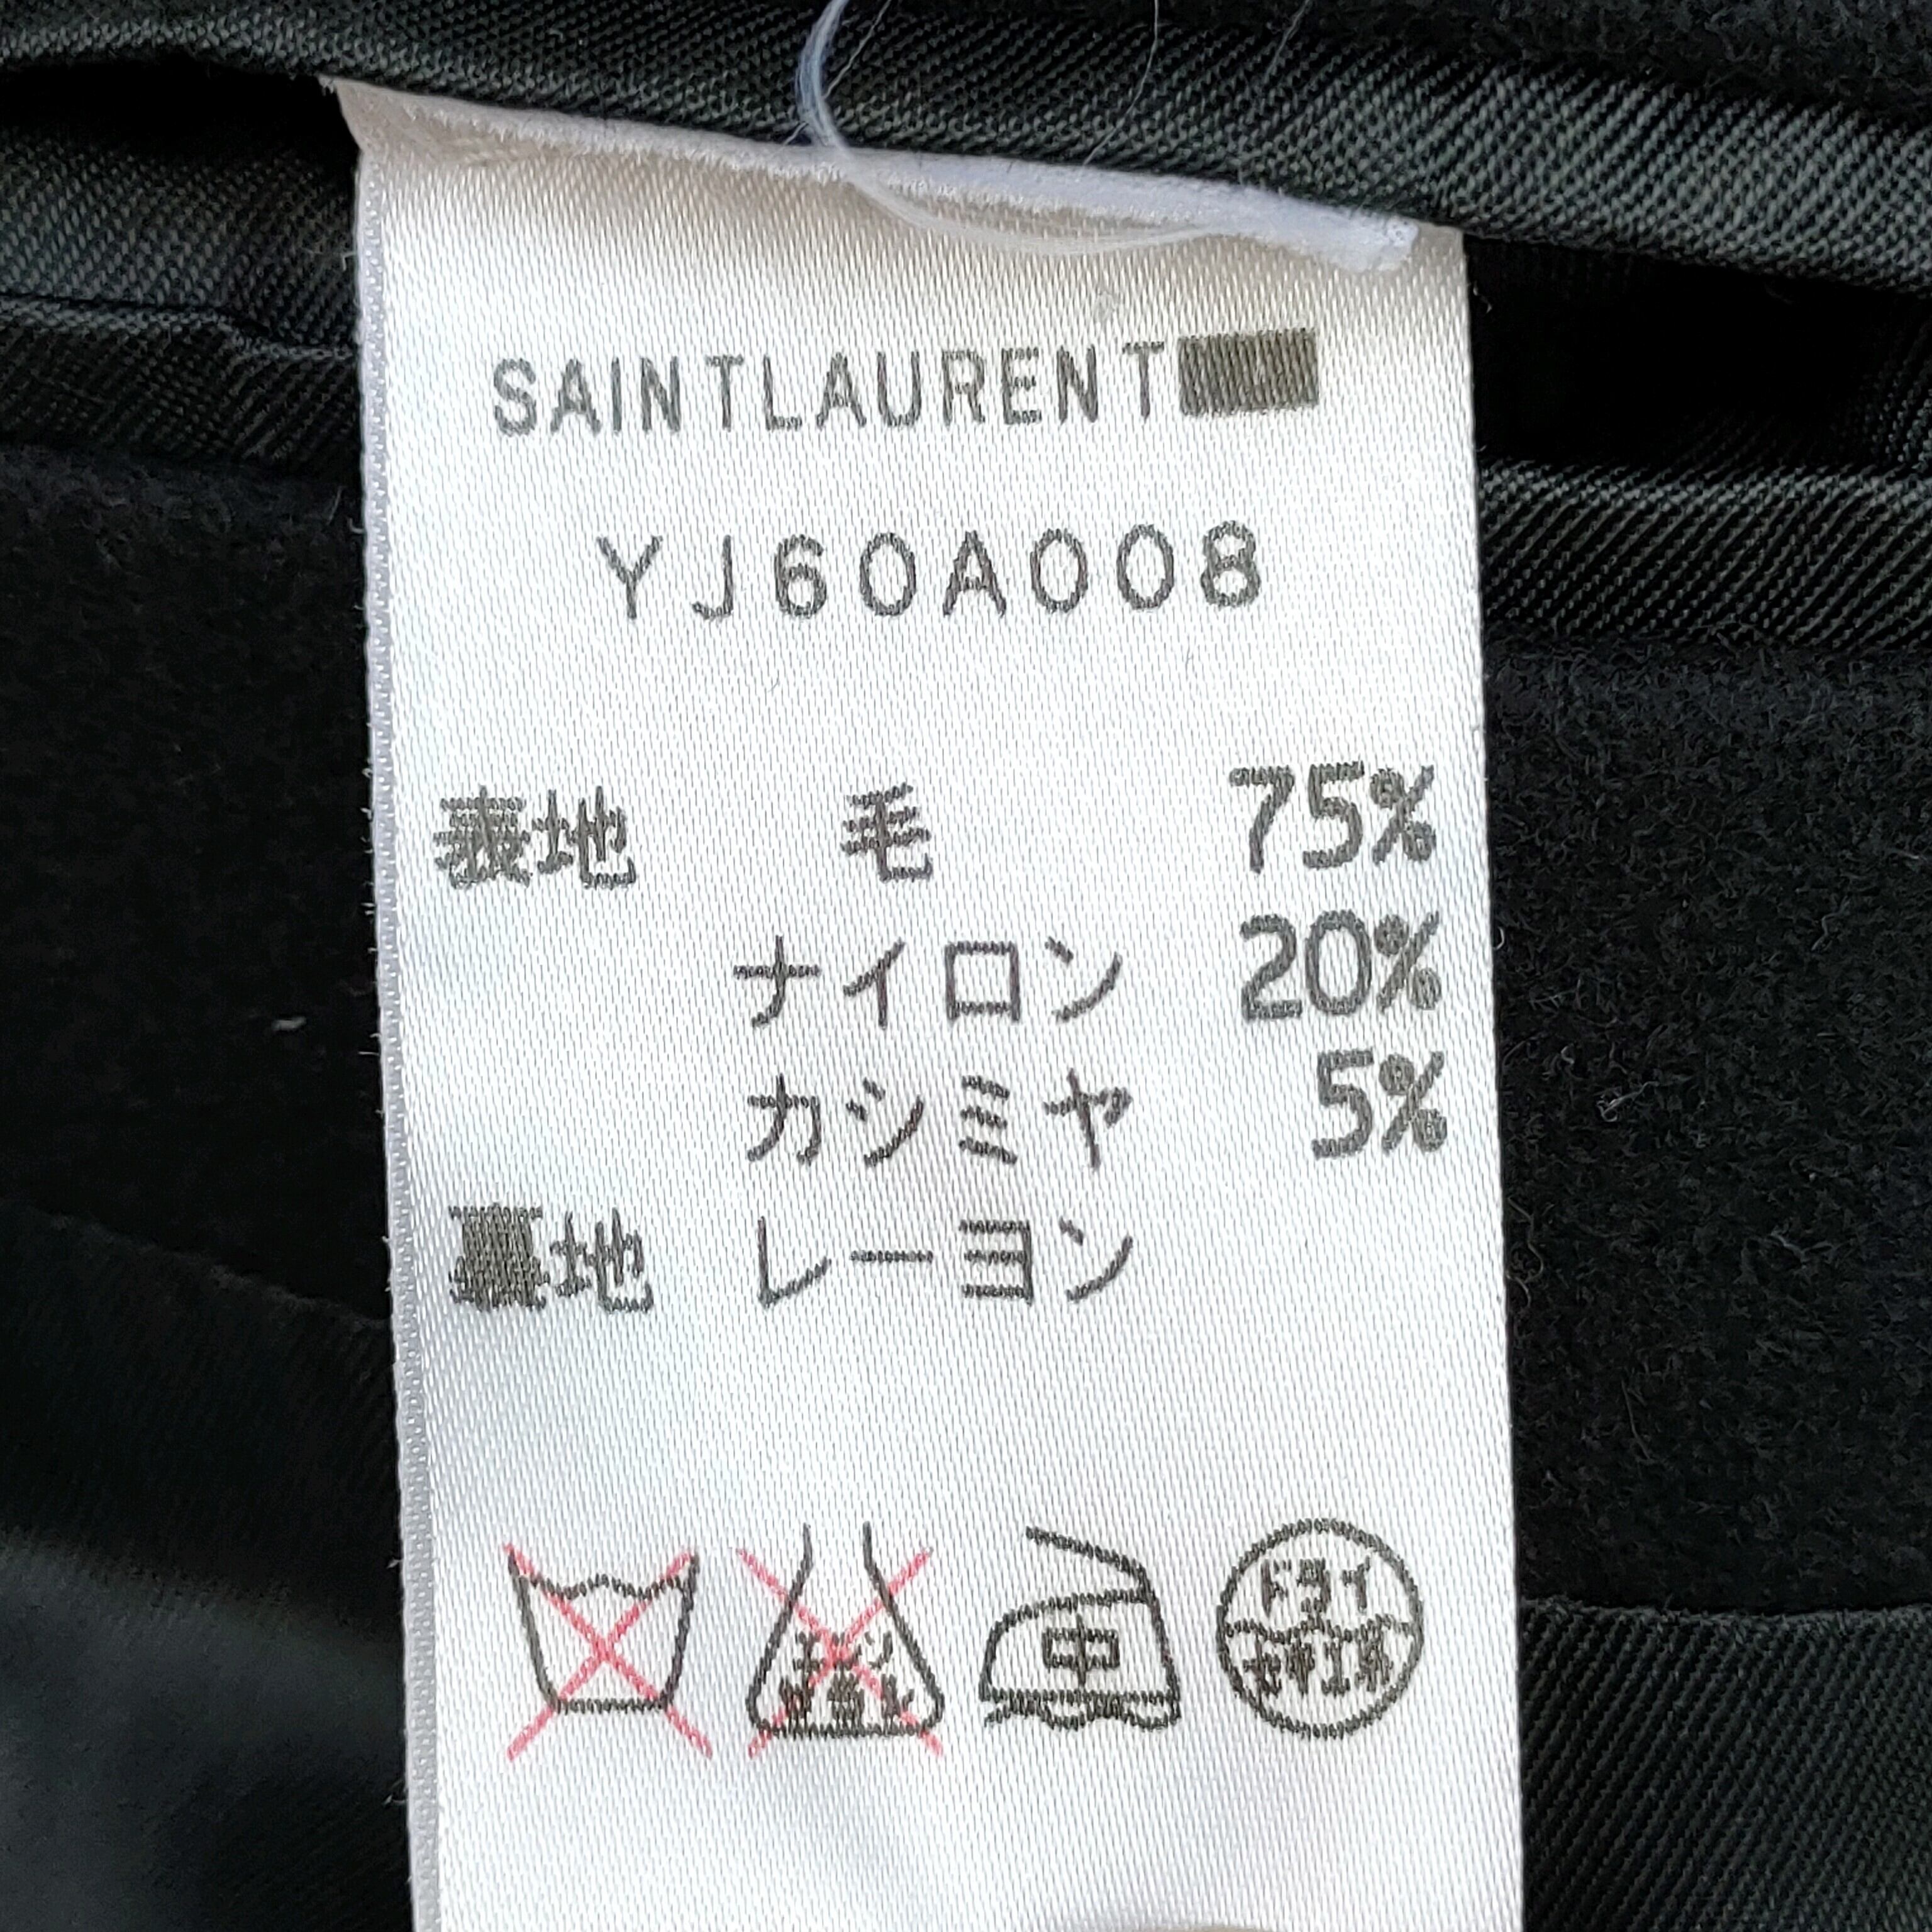 SAINTLAURENT
YJ60A008
表地 毛 75%
ナイロン 20%
カシミヤ 5%
裏地 レーヨン
中
ドライ